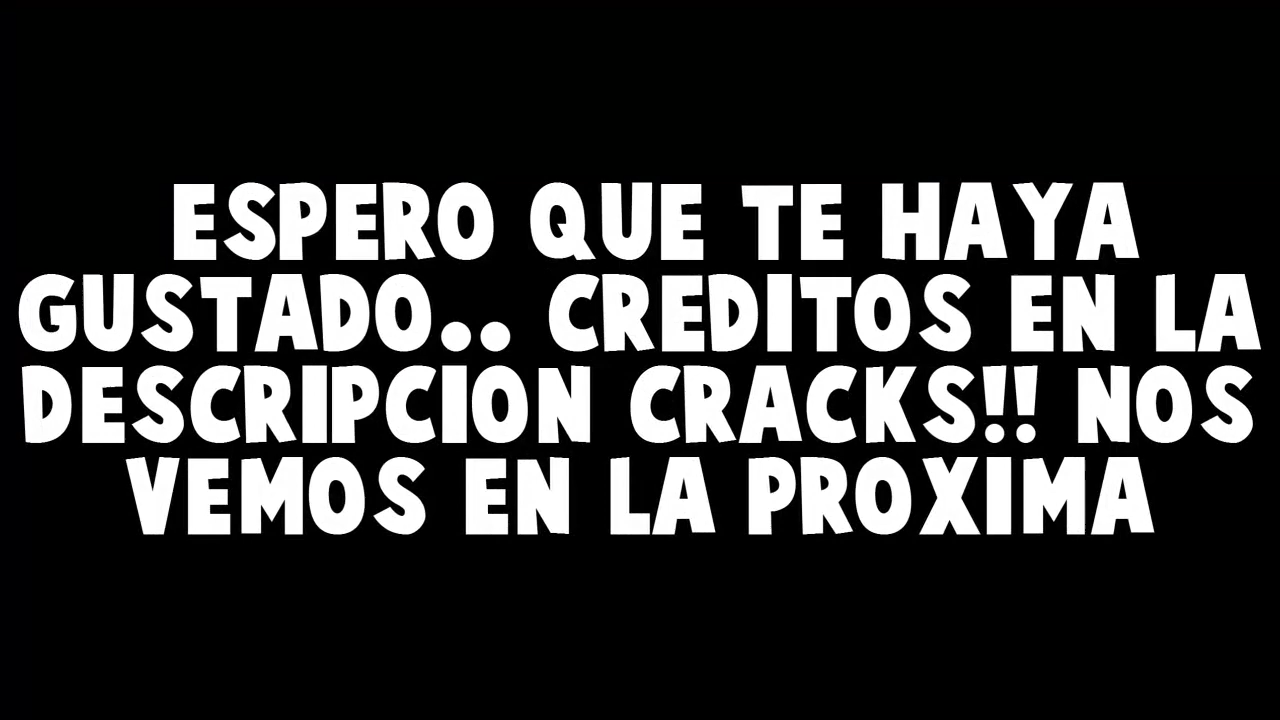 ESPERO QUE TE HAYA
GUSTADO.. CREDITOS EN LA
DESCRIPCION CRACKS!! NOS
VEMOS EN LA PROXIMA